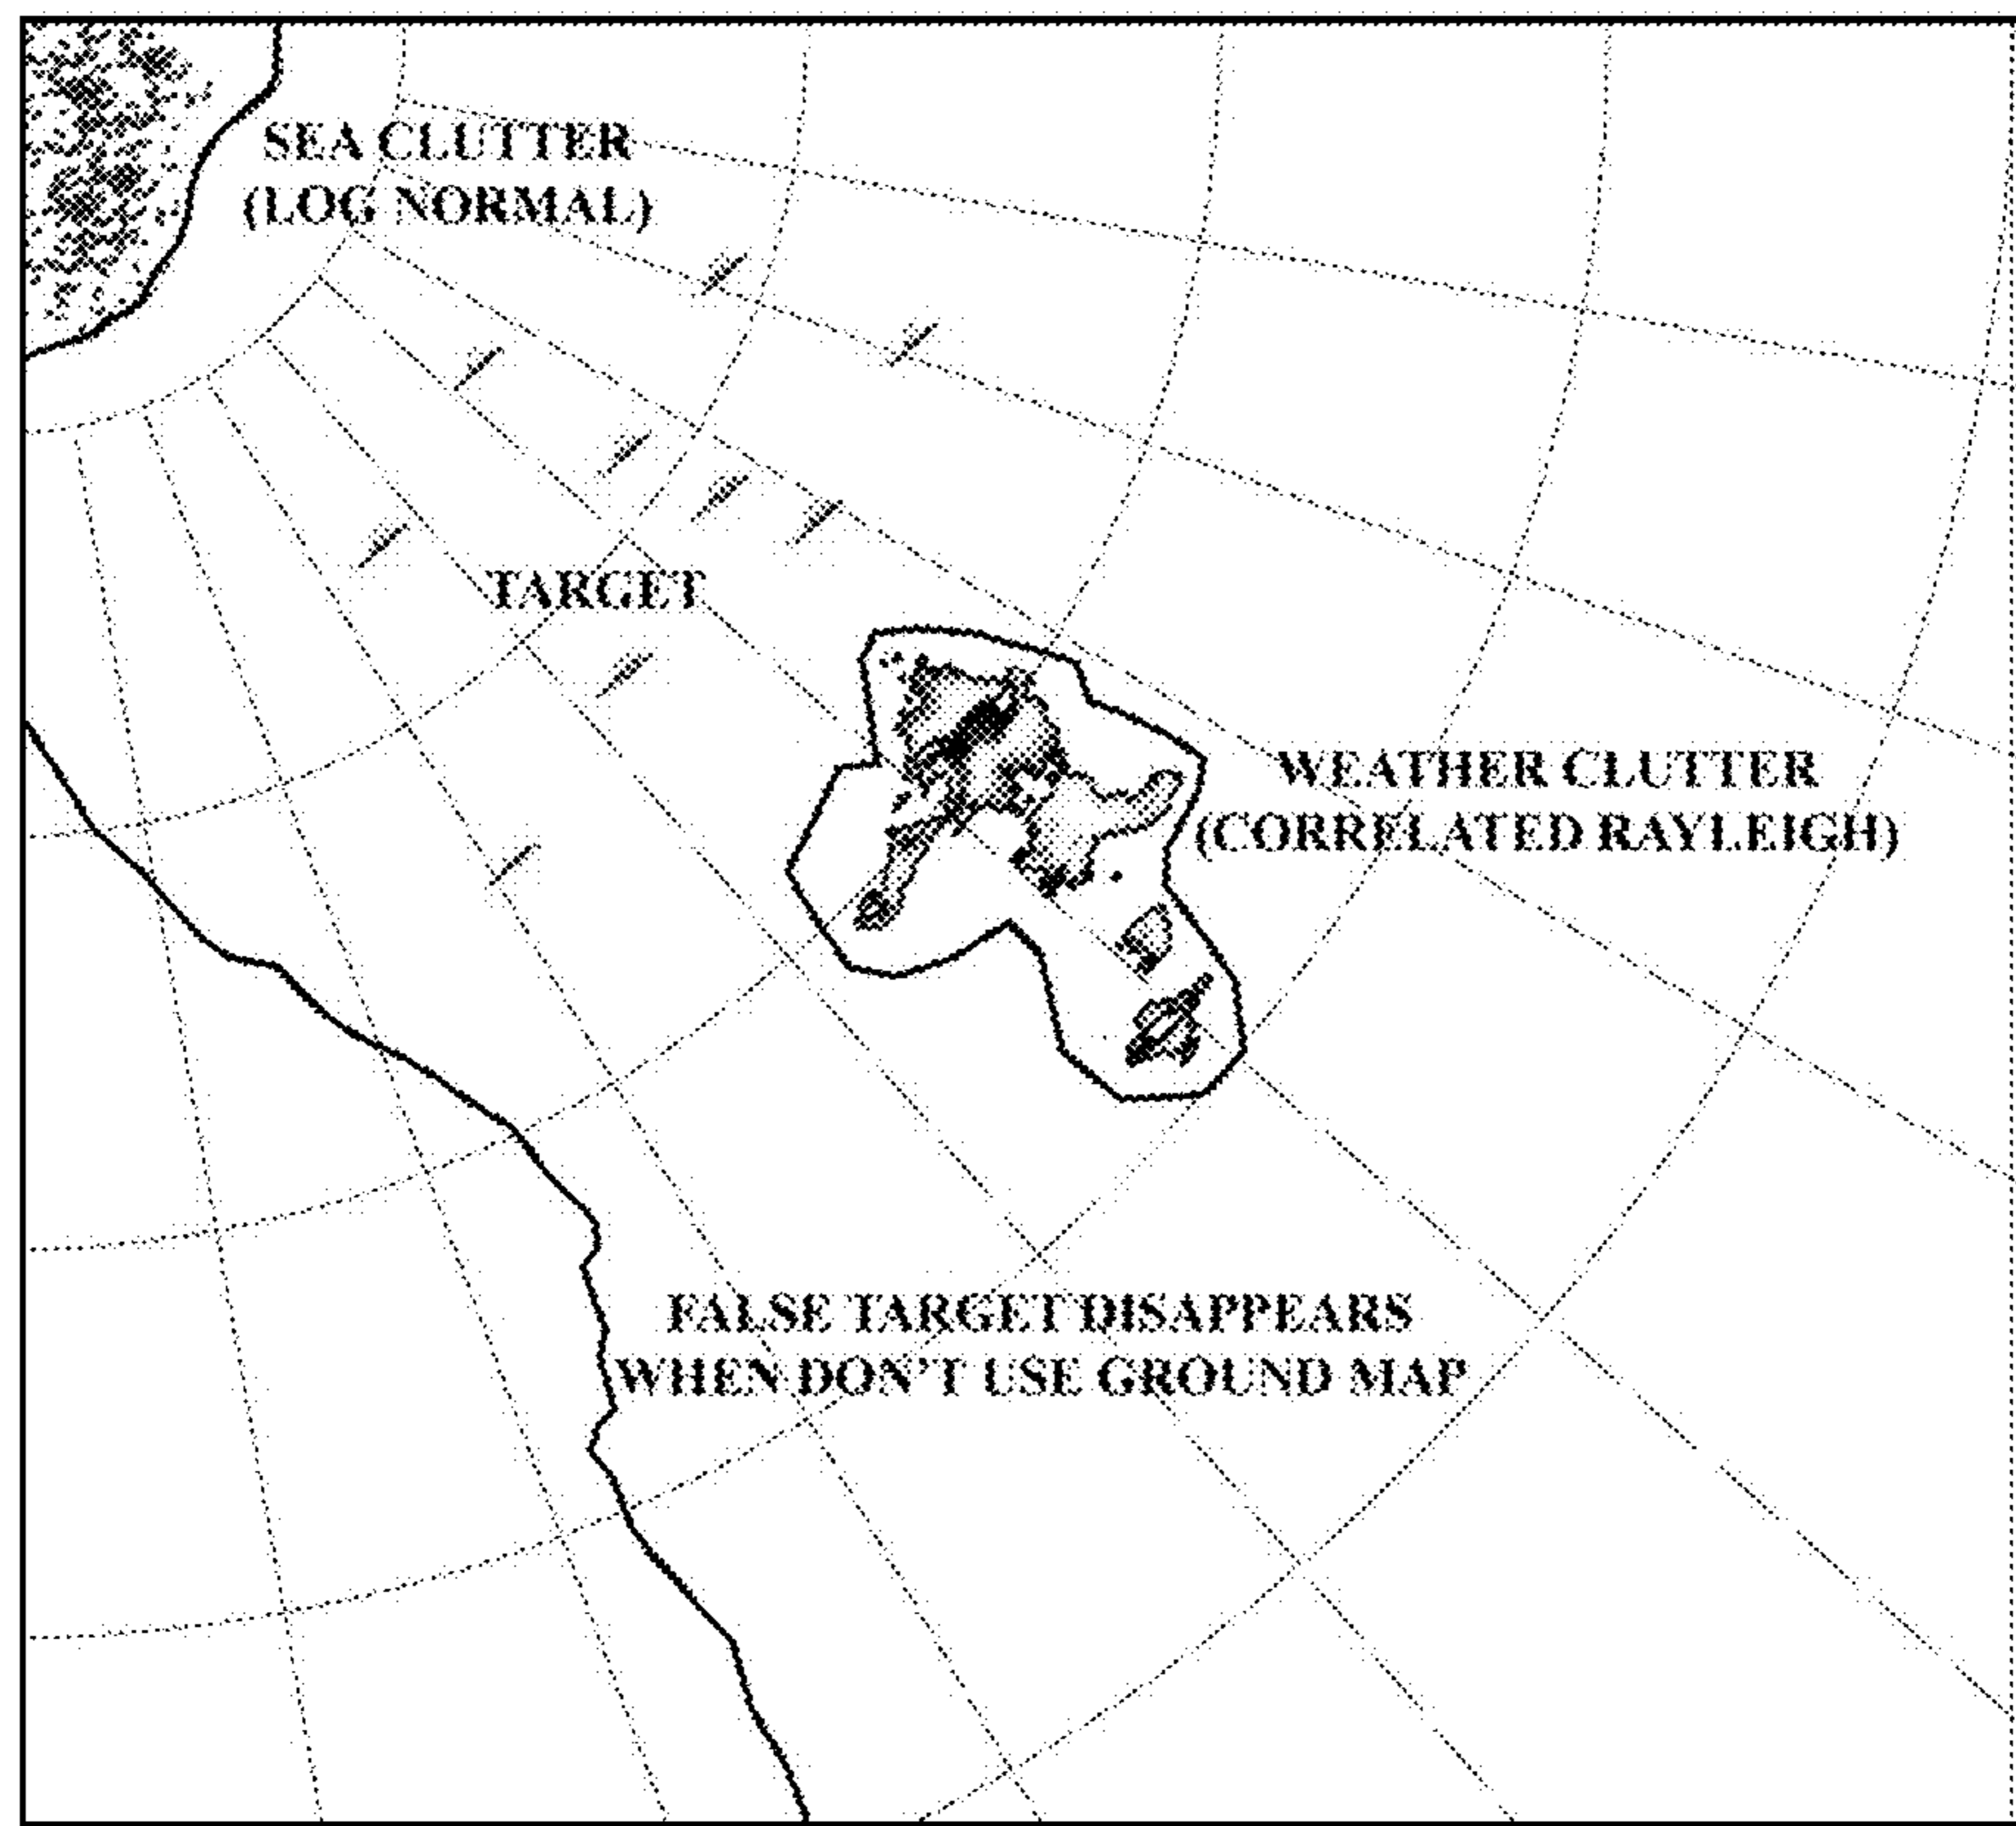 SEA CLUTTER
(LOG NORMAL)
TARGET
WEATHER CLUTTER
(CORRELATED RAYLEIGH)
FALSE TARGET DISAPPEARS
WHEN DON'T USE GROUND MAP